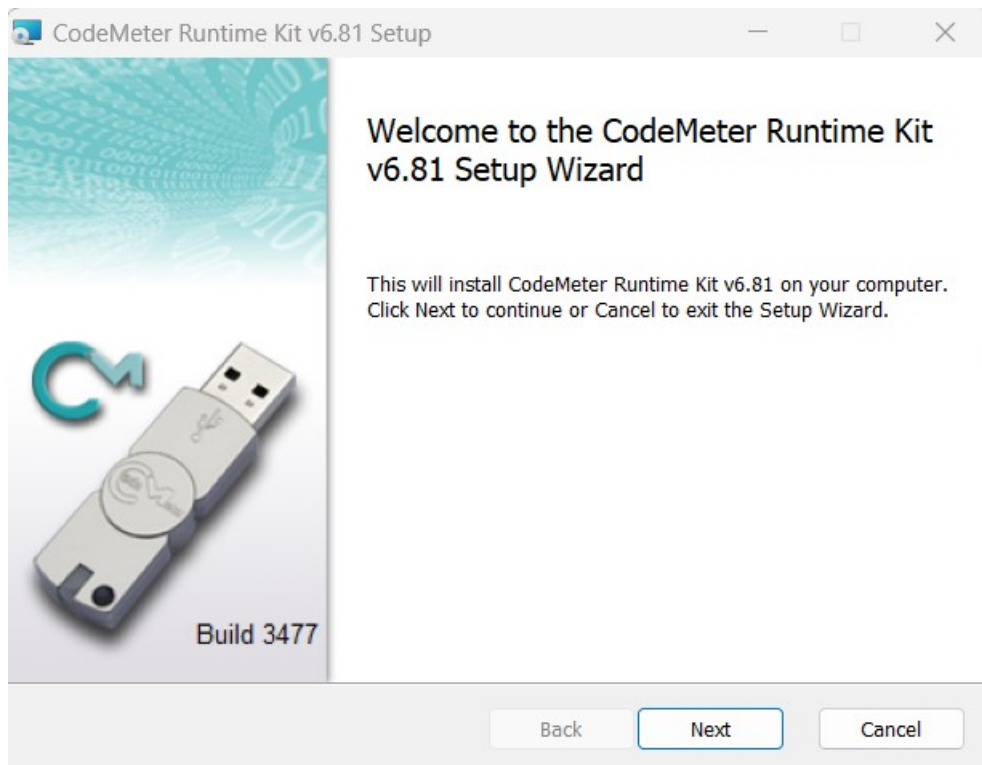 CodeMeter Runtime Kit v6.81 Setup
Welcome to the CodeMeter Runtime Kit
v6.81 Setup Wizard
This will install CodeMeter Runtime Kit v6.81 on your computer.
Click Next to continue or Cancel to exit the Setup Wizard.
CM
Build 3477
Back
Next
Cancel